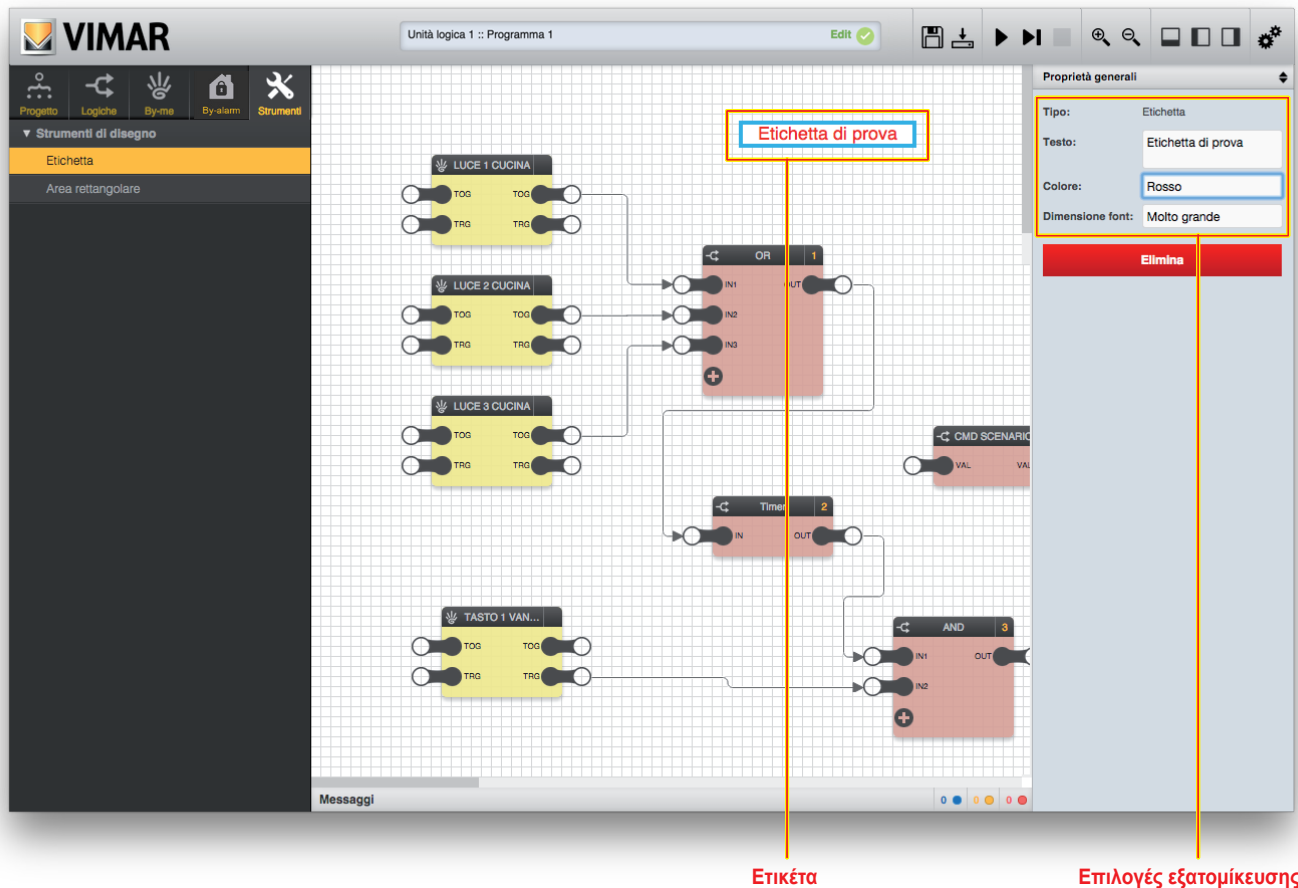 VIMAR
Unità logica 1 :: Programma 1
Edit
Progetto
Logiche
By-me
By-alarm
Strumenti
Strumenti di disegno
Etichetta
Area rettangolare
Etichetta di prova
LUCE 1 CUCINA
TOG TOG
TRG TRG
LUCE 2 CUCINA
TOG TOG
TRG TRG
LUCE 3 CUCINA
TOG TOG
TRG TRG
OR 1
IN1 OUT
IN2
IN3
CMD SCENARIO
VAL VAL
Timer 2
IN OUT
TASTO 1 VAN...
TOG TOG
TRG TRG
AND 3
IN1 OUT
IN2
Messaggi
0 0 0
Proprietà generali
Tipo: Etichetta
Testo: Etichetta di prova
Colore: Rosso
Dimensione font: Molto grande
Elimina
Ετικέτα
Επιλογές εξατομίκευσης